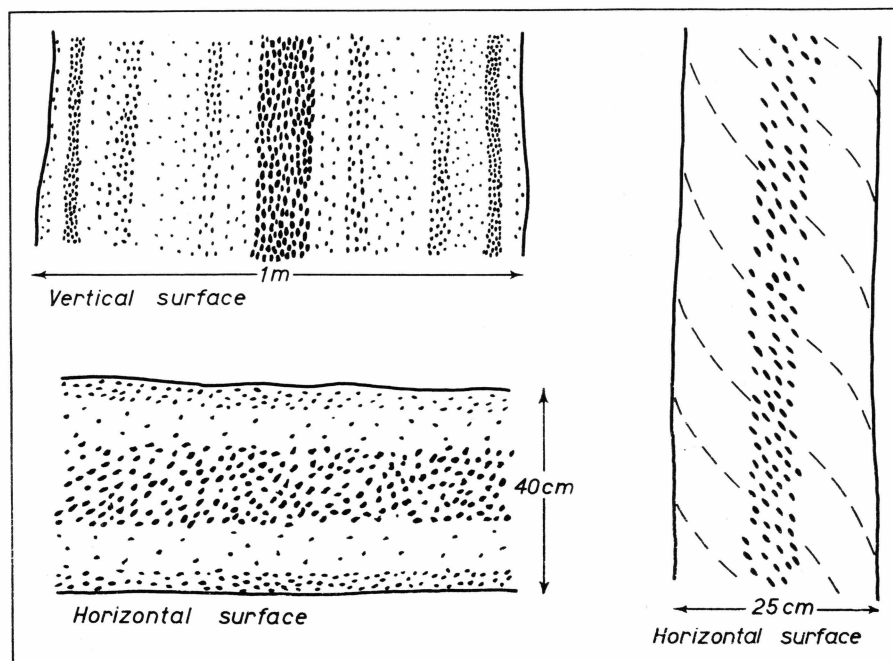 1m
Vertical surface
40cm
Horizontal surface
25cm
Horizontal surface